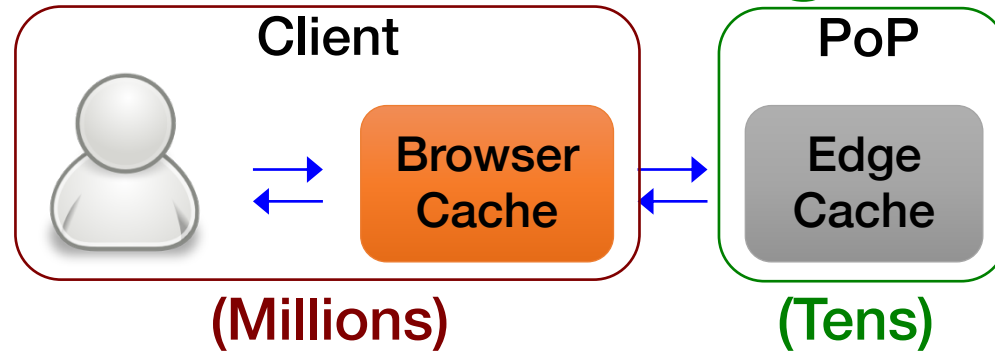 Client
PoP
Browser
Cache
Edge
Cache
(Millions)
(Tens)